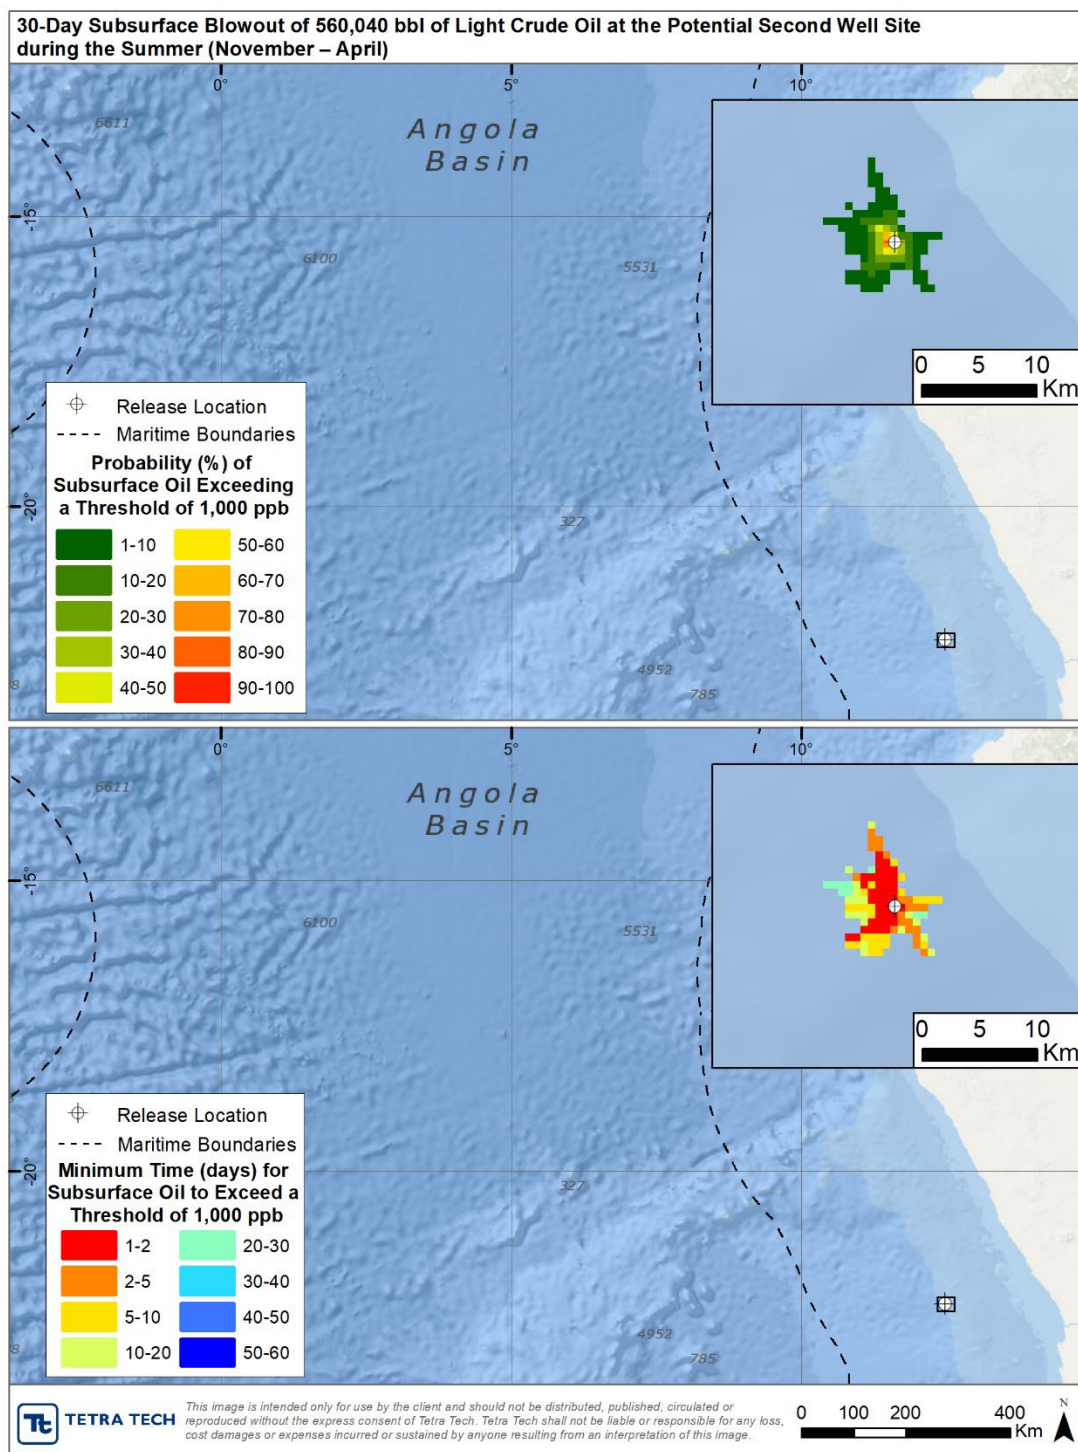 30-Day Subsurface Blowout of 560,040 bbl of Light Crude Oil at the Potential Second Well Site
during the Summer (November – April)
0°
5°
10°
6611
Angola
Basin
-15°
6100
5531
0 5 10
Km
Release Location
Maritime Boundaries
Probability (%) of
Subsurface Oil Exceeding
a Threshold of 1,000 ppb
1-10 50-60
10-20 60-70
20-30 70-80
30-40 80-90
40-50 90-100
-20°
327
4952
785
8
0°
5°
10°
6611
Angola
Basin
-15°
6100
5531
0 5 10
Km
Release Location
Maritime Boundaries
Minimum Time (days) for
Subsurface Oil to Exceed a
Threshold of 1,000 ppb
1-2 20-30
2-5 30-40
5-10 40-50
10-20 50-60
-20°
327
4952
785
8
Tt TETRA TECH
This image is intended only for use by the client and should not be distributed, published, circulated or
reproduced without the express consent of Tetra Tech. Tetra Tech shall not be liable or responsible for any loss,
cost damages or expenses incurred or sustained by anyone resulting from an interpretation of this image.
0 100 200 400
Km
N